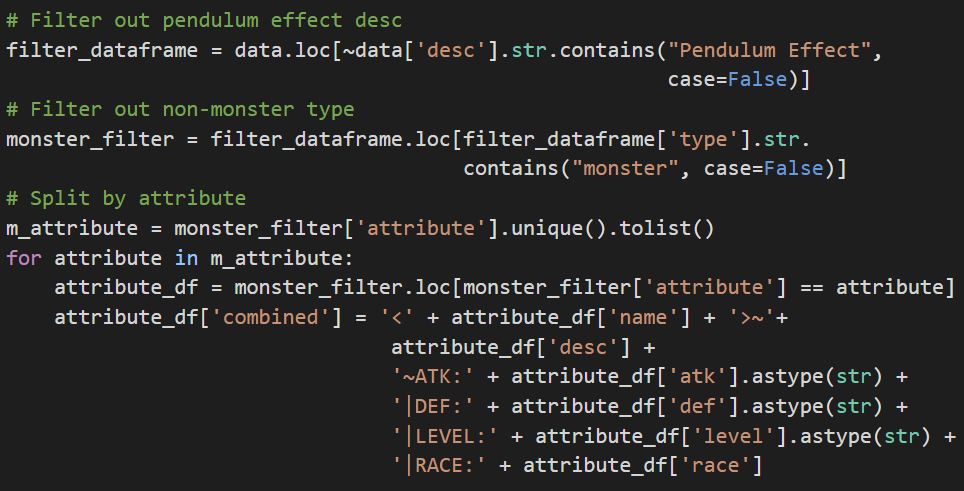 # Filter out pendulum effect desc
filter_dataframe = data.loc[~data['desc'].str.contains("Pendulum Effect",
                                                       case=False)]
# Filter out non-monster type
monster_filter = filter_dataframe.loc[filter_dataframe['type'].str.
                                      contains("monster", case=False)]
# Split by attribute
m_attribute = monster_filter['attribute'].unique().tolist()
for attribute in m_attribute:
    attribute_df = monster_filter.loc[monster_filter['attribute'] == attribute]
    attribute_df['combined'] = '<' + attribute_df['name'] + '>~'+
                                attribute_df['desc'] +
                                '~ATK:' + attribute_df['atk'].astype(str) +
                                '|DEF:' + attribute_df['def'].astype(str) +
                                '|LEVEL:' + attribute_df['level'].astype(str) +
                                '|RACE:' + attribute_df['race']